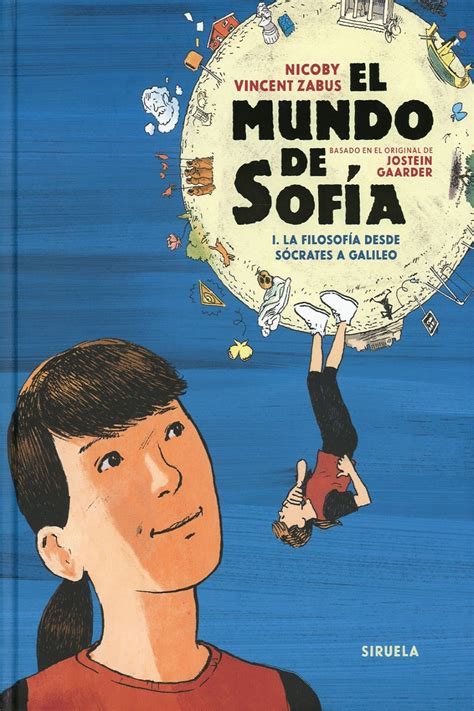 NICOBY
VINCENT ZABUS
EL
MUNDO
DE
SOFÍA
BASADO EN EL ORIGINAL DE
JOSTEIN
GAARDER
I. LA FILOSOFÍA DESDE
SÓCRATES A GALILEO
SIRUELA